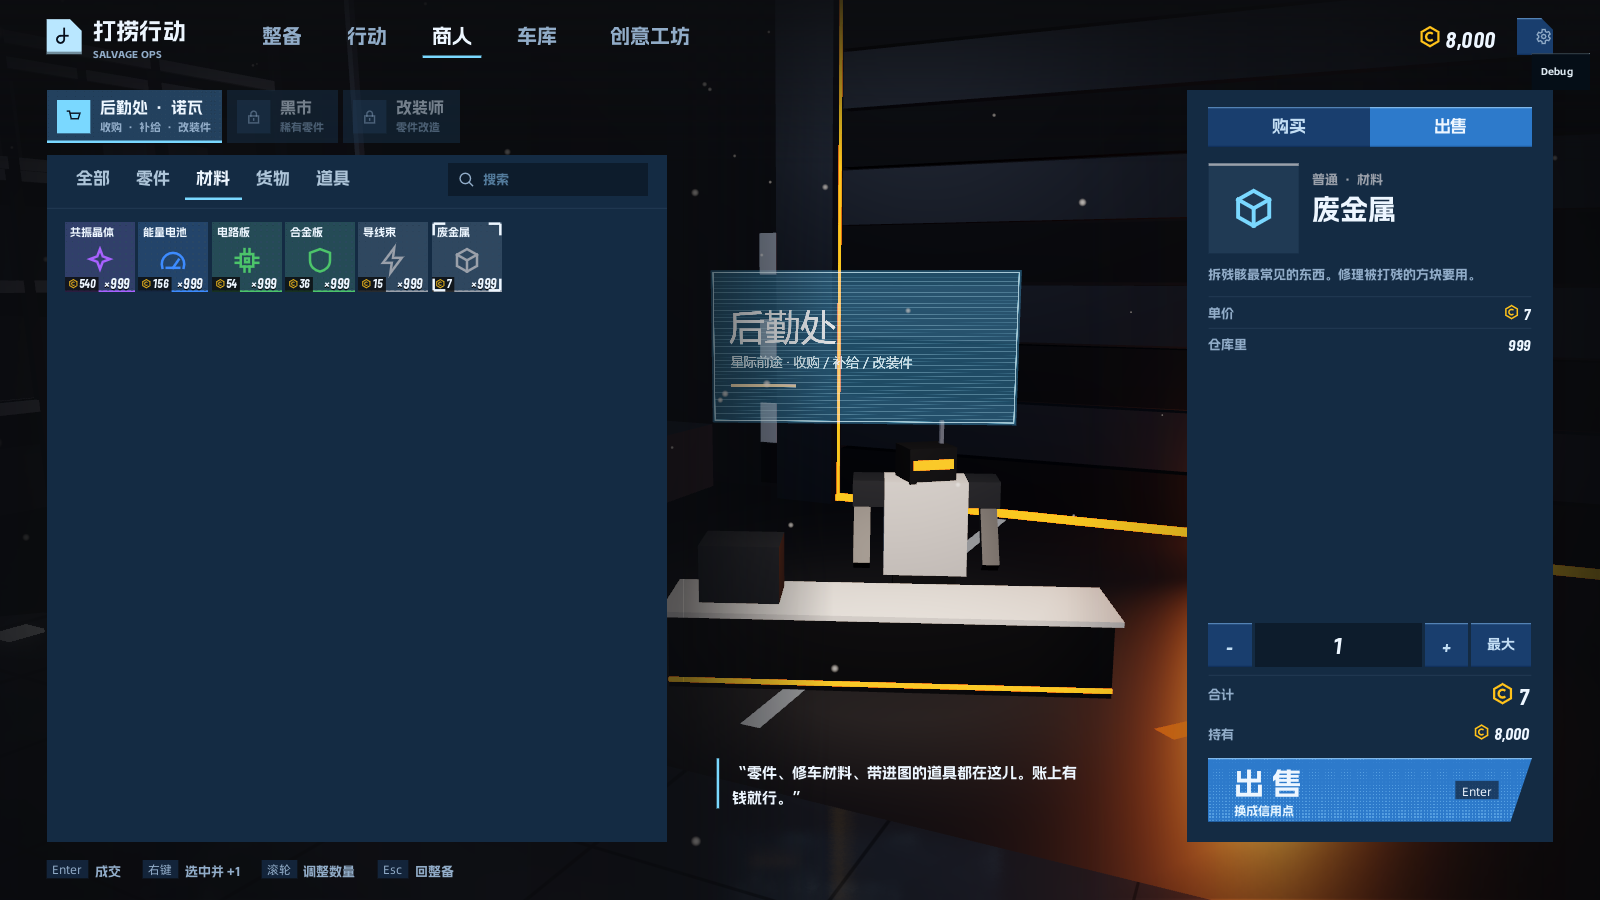 打捞行动
SALVAGE OPS
整备
行动
商人
车库
创意工坊
8,000
Debug
后勤处 · 诺瓦
收购 · 补给 · 改装件
黑市
稀有零件
改装师
零件改造
全部
零件
材料
货物
道具
搜索
共振晶体
540 ×999
能量电池
156 ×999
电路板
54 ×999
合金板
36 ×999
导线束
15 ×999
废金属
7 ×999
后勤处
星际前途 · 收购 / 补给 / 改装件
“零件、修车材料、带进图的道具都在这儿。账上有
钱就行。”
购买
出售
普通 · 材料
废金属
拆残骸最常见的东西。修理被打残的方块要用。
单价 7
仓库里 999
- 1 + 最大
合计 7
持有 8,000
出售 Enter
换成信用点
Enter 成交 右键 选中并 +1 滚轮 调整数量 Esc 回整备